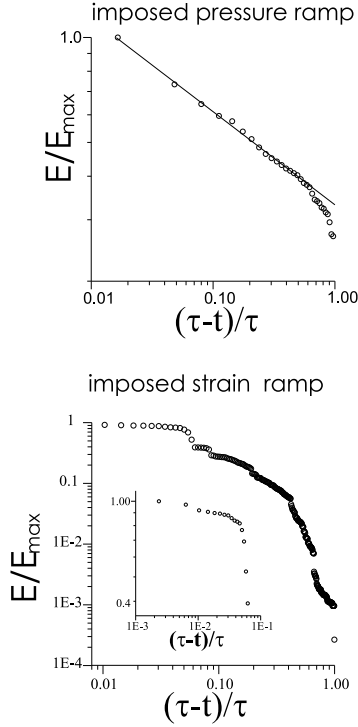 imposed pressure ramp
1.0
E/Emax
0.01 0.10 1.00
(τ-t)/τ
imposed strain ramp
1
0.1
1E-2
1E-3
1E-4
E/Emax
1.00
0.4
1E-3 1E-2 1E-1
(τ-t)/τ
0.01 0.10 1.00
(τ-t)/τ